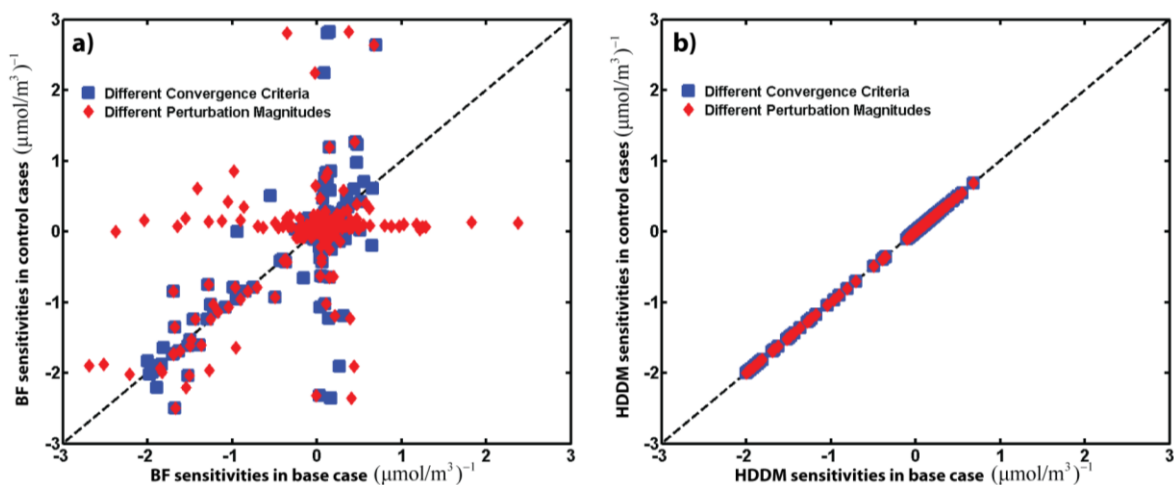 a)
Different Convergence Criteria
Different Perturbation Magnitudes
BF sensitivities in control cases (μmol/m³)⁻¹
3
2
1
0
-1
-2
-3
-3 -2 -1 0 1 2 3
BF sensitivities in base case (μmol/m³)⁻¹
b)
Different Convergence Criteria
Different Perturbation Magnitudes
HDDM sensitivities in control cases (μmol/m³)⁻¹
3
2
1
0
-1
-2
-3
-3 -2 -1 0 1 2 3
HDDM sensitivities in base case (μmol/m³)⁻¹